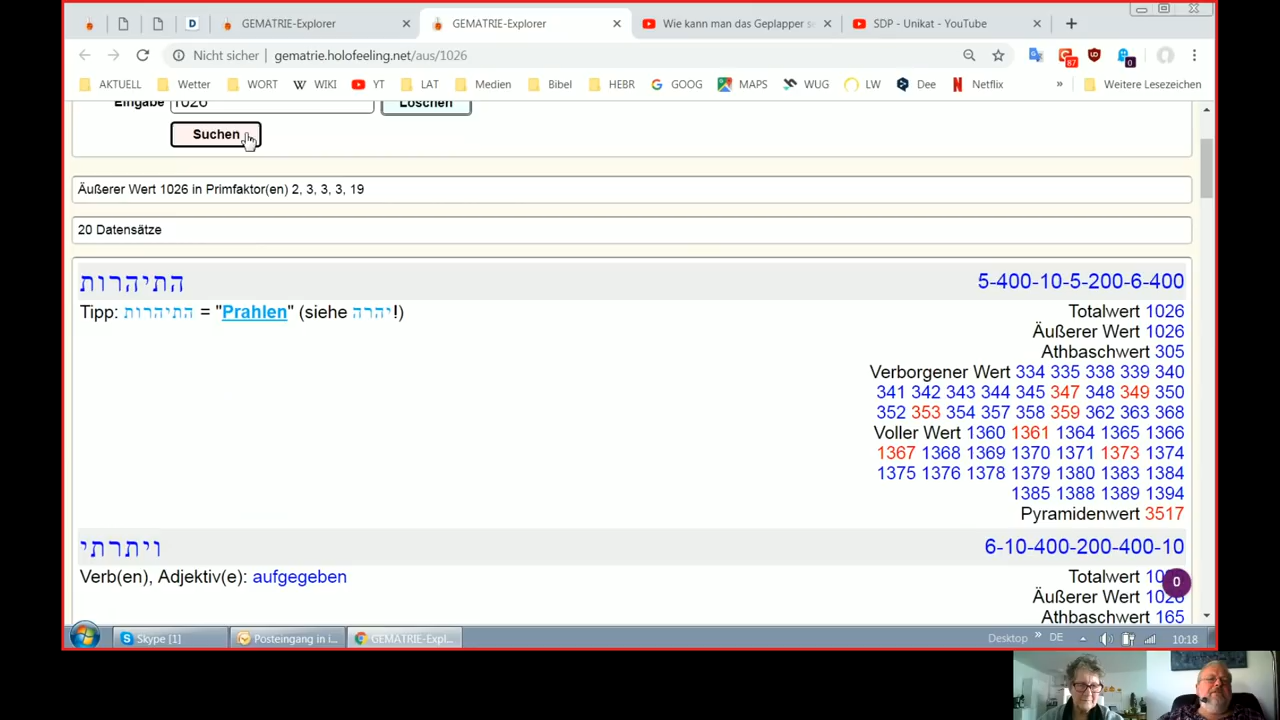 GEMATRIE-Explorer
GEMATRIE-Explorer
Wie kann man das Geplapper s
SDP - Unikat - YouTube
Nicht sicher | gematrie.holofeeling.net/aus/1026
87
0
AKTUELL Wetter WORT WIKI YT LAT Medien Bibel HEBR GOOG MAPS WUG LW Dee Netflix » Weitere Lesezeichen
Eingabe 1026 Löschen
Suchen
Äußerer Wert 1026 in Primfaktor(en) 2, 3, 3, 3, 19
20 Datensätze
התיהרות 5-400-10-5-200-6-400
Tipp: התיהרות = "Prahlen" (siehe יהרה!)
Totalwert 1026
Äußerer Wert 1026
Athbaschwert 305
Verborgener Wert 334 335 338 339 340
341 342 343 344 345 347 348 349 350
352 353 354 357 358 359 362 363 368
Voller Wert 1360 1361 1364 1365 1366
1367 1368 1369 1370 1371 1373 1374
1375 1376 1378 1379 1380 1383 1384
1385 1388 1389 1394
Pyramidenwert 3517
ויתרתי 6-10-400-200-400-10
Verb(en), Adjektiv(e): aufgegeben
Totalwert 10
0
Äußerer Wert 1026
Athbaschwert 165
Skype [1] Posteingang in i... GEMATRIE-Expl... Desktop » DE 10:18